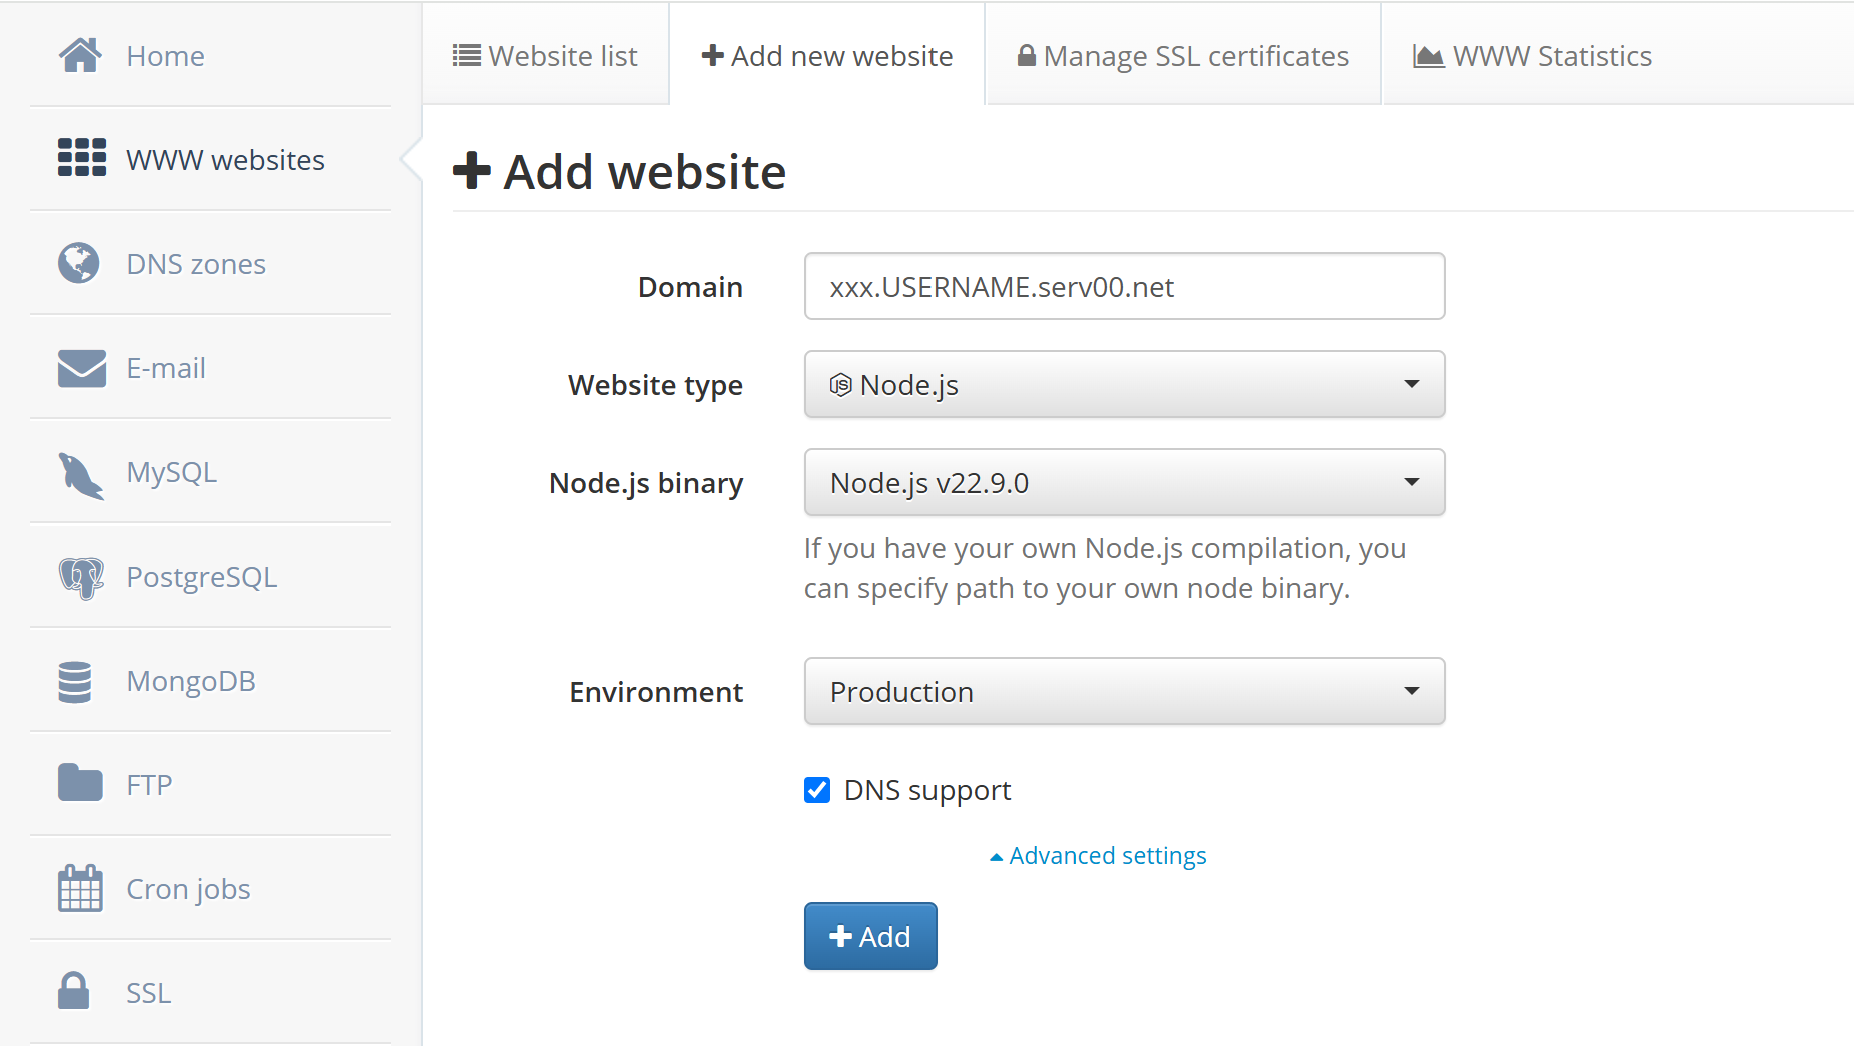 Home
WWW websites
DNS zones
E-mail
MySQL
PostgreSQL
MongoDB
FTP
Cron jobs
SSL
Website list
Add new website
Manage SSL certificates
WWW Statistics
Add website
Domain
xxx.USERNAME.serv00.net
Website type
Node.js
Node.js binary
Node.js v22.9.0
If you have your own Node.js compilation, you
can specify path to your own node binary.
Environment
Production
DNS support
Advanced settings
Add